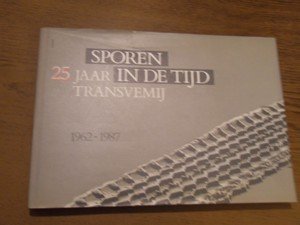 SPOREN
25 JAAR IN DE TIJD
TRANSVEMIJ
1962-1987